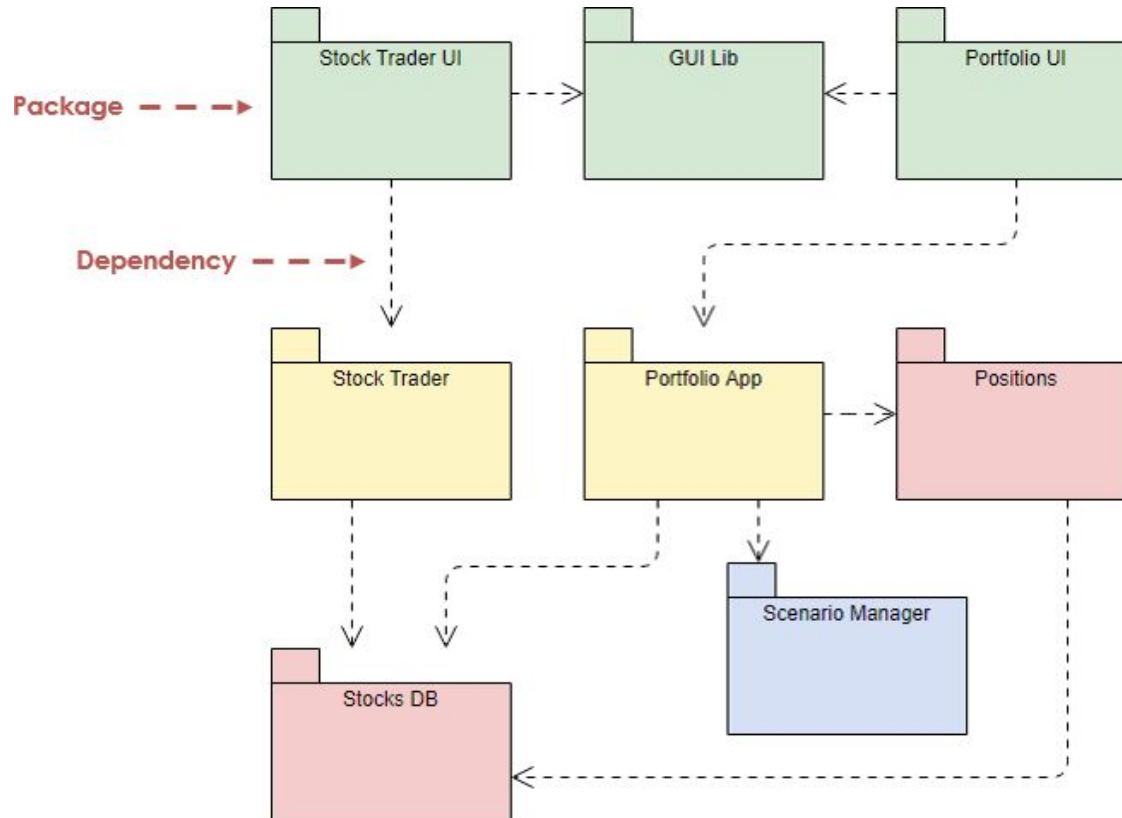 Stock Trader UI
GUI Lib
Portfolio UI
Package
Dependency
Stock Trader
Portfolio App
Positions
Scenario Manager
Stocks DB